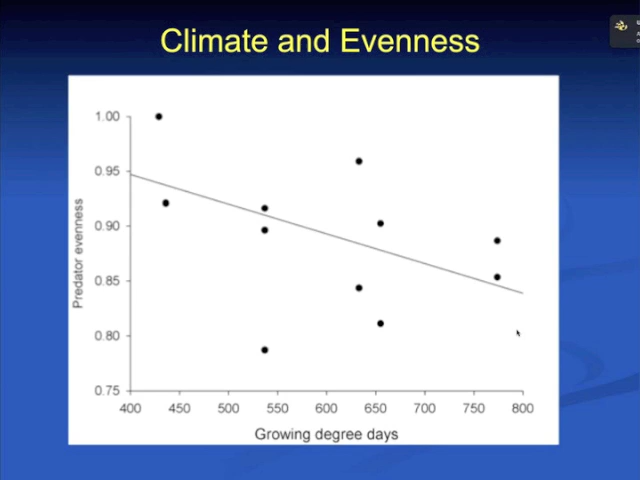 Climate and Evenness
1.00
0.95
0.90
0.85
0.80
0.75
Predator evenness
400 450 500 550 600 650 700 750 800
Growing degree days